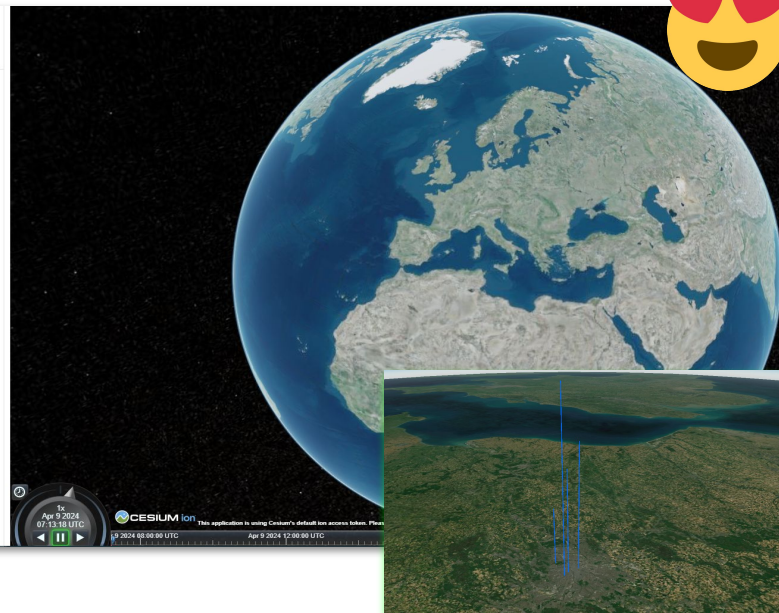 1x
Apr 9 2024
07:13:18 UTC
CESIUM ion
This application is using Cesium's default ion access token. Pleas
9 2024 08:00:00 UTC
Apr 9 2024 12:00:00 UTC